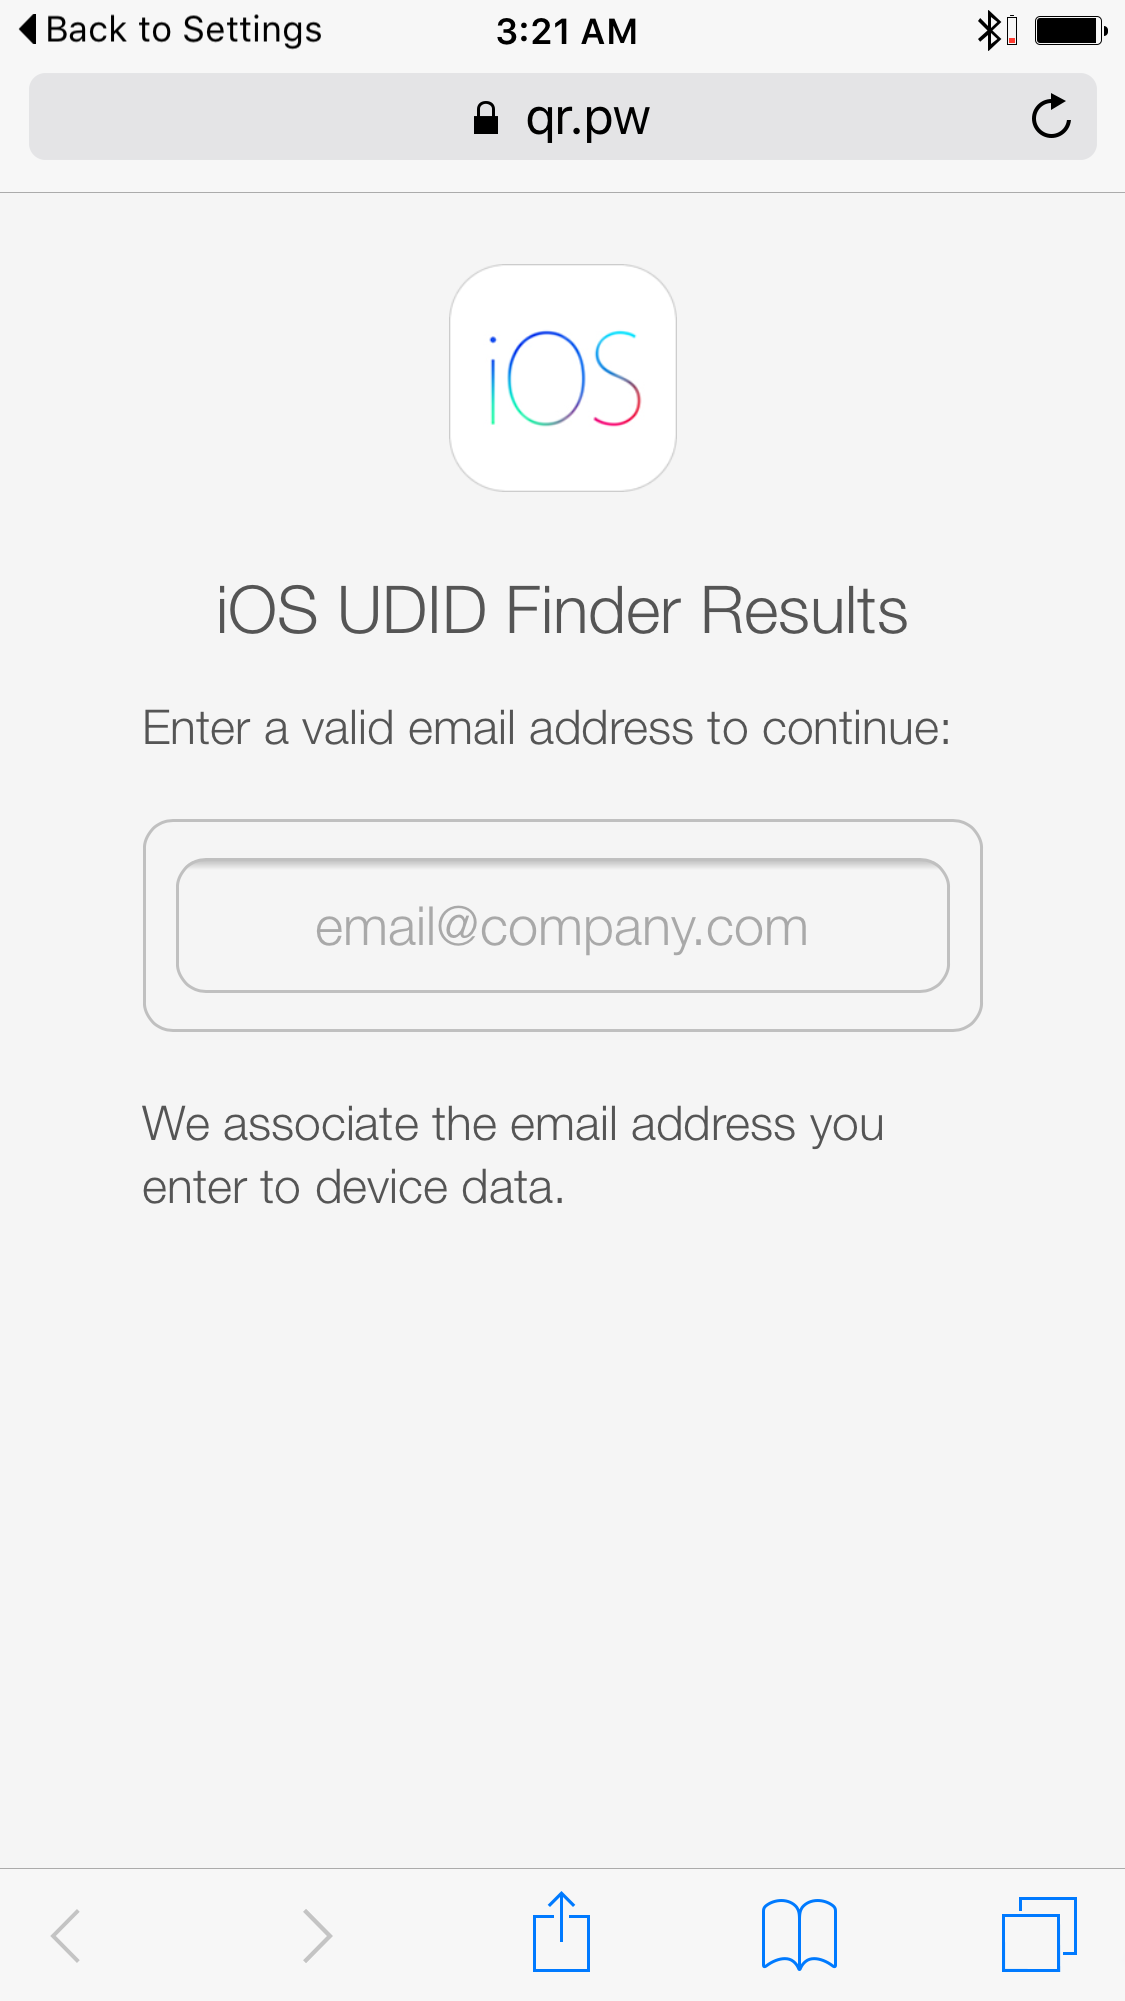 Back to Settings
3:21 AM
qr.pw
iOS
iOS UDID Finder Results
Enter a valid email address to continue:
email@company.com
We associate the email address you
enter to device data.